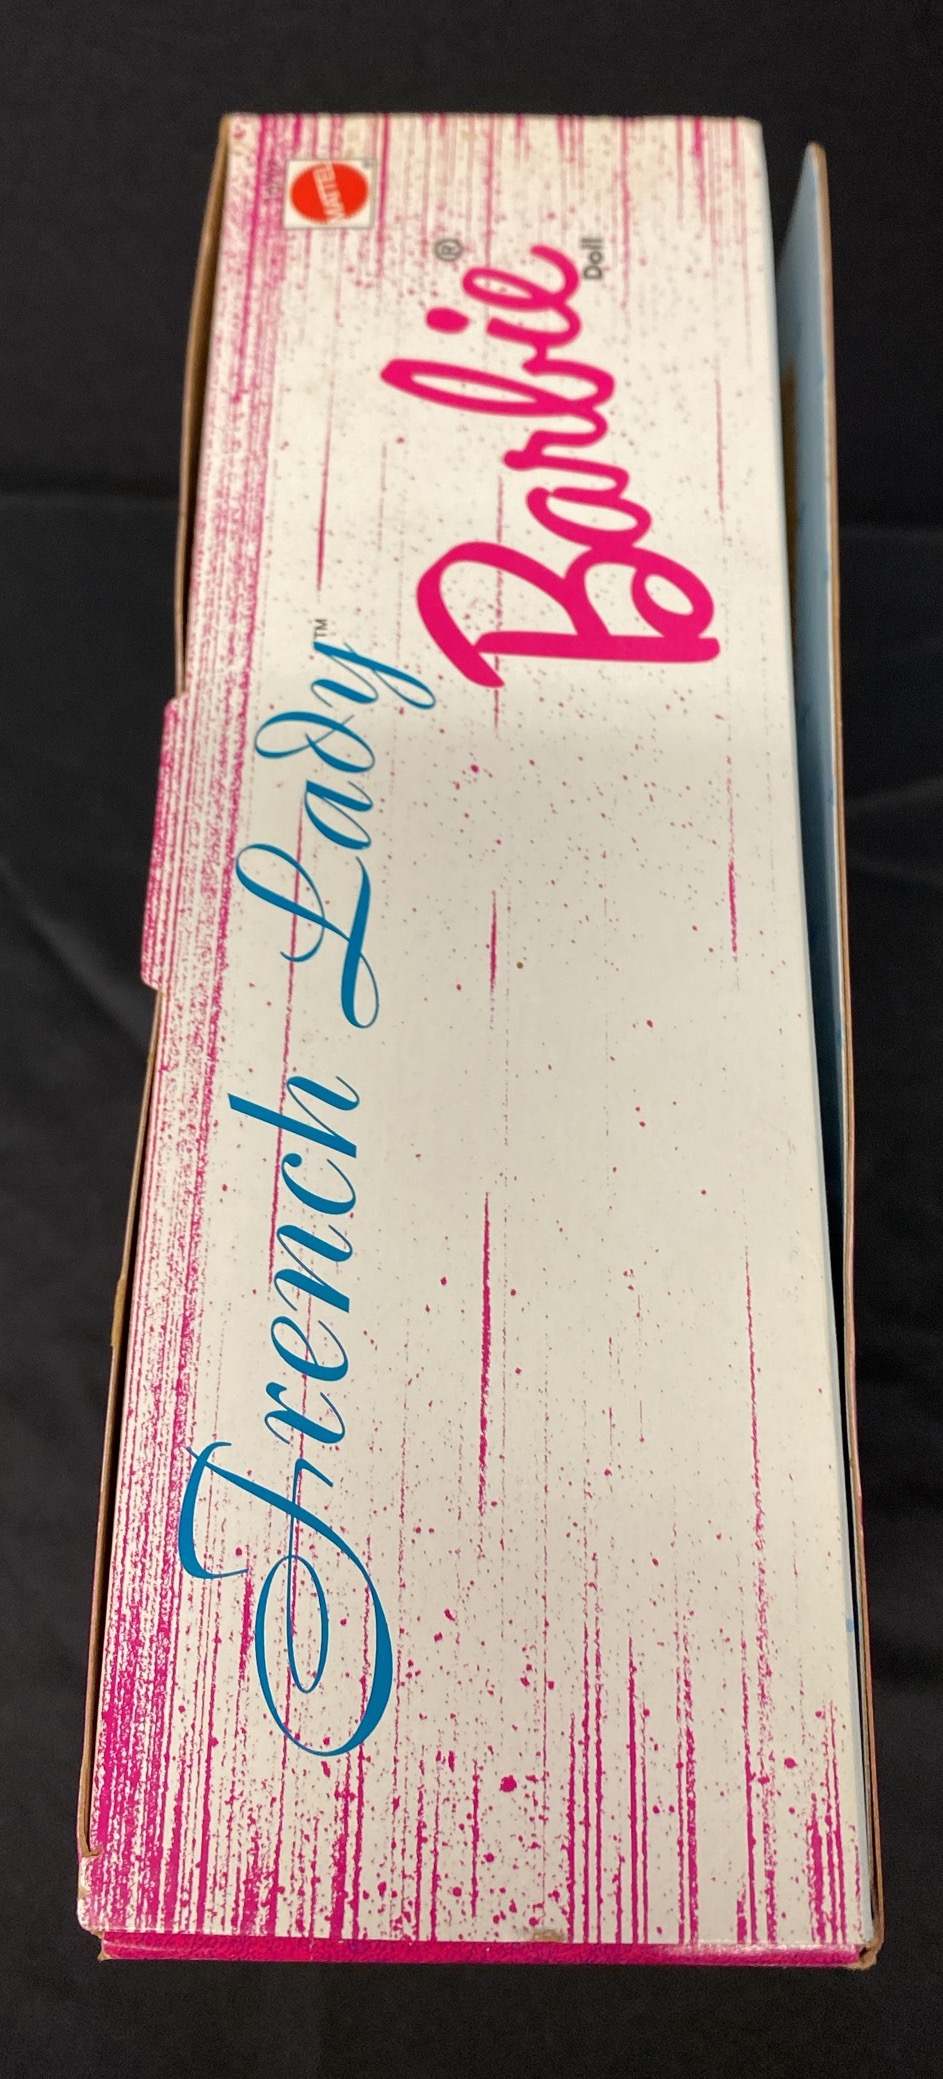 MATTEL
French Lady™
Barbie®
Doll